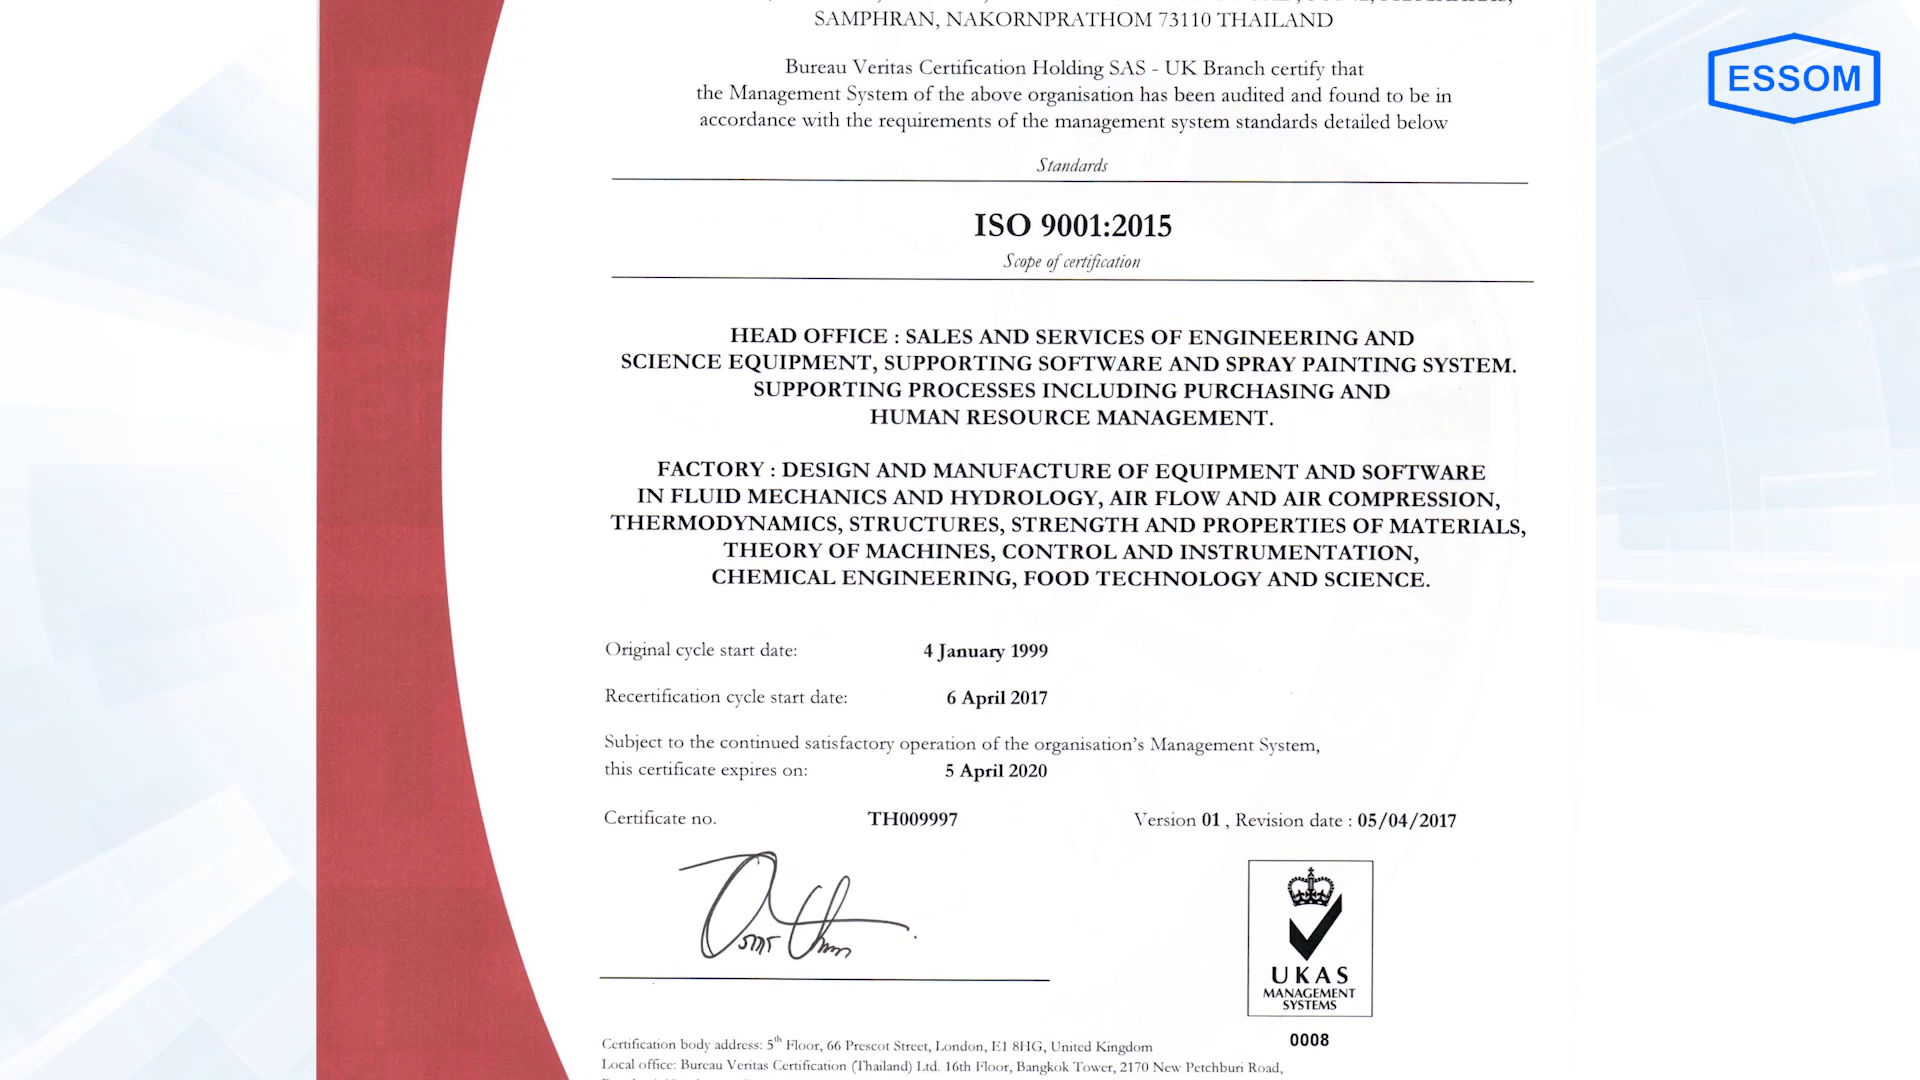 SAMPHRAN, NAKORNPRATHOM 73110 THAILAND
ESSOM
Bureau Veritas Certification Holding SAS - UK Branch certify that
the Management System of the above organisation has been audited and found to be in
accordance with the requirements of the management system standards detailed below
Standards
ISO 9001:2015
Scope of certification
HEAD OFFICE : SALES AND SERVICES OF ENGINEERING AND
SCIENCE EQUIPMENT, SUPPORTING SOFTWARE AND SPRAY PAINTING SYSTEM.
SUPPORTING PROCESSES INCLUDING PURCHASING AND
HUMAN RESOURCE MANAGEMENT.
FACTORY : DESIGN AND MANUFACTURE OF EQUIPMENT AND SOFTWARE
IN FLUID MECHANICS AND HYDROLOGY, AIR FLOW AND AIR COMPRESSION,
THERMODYNAMICS, STRUCTURES, STRENGTH AND PROPERTIES OF MATERIALS,
THEORY OF MACHINES, CONTROL AND INSTRUMENTATION,
CHEMICAL ENGINEERING, FOOD TECHNOLOGY AND SCIENCE.
Original cycle start date: 4 January 1999
Recertification cycle start date: 6 April 2017
Subject to the continued satisfactory operation of the organisation's Management System,
this certificate expires on: 5 April 2020
Certificate no. TH009997 Version 01 , Revision date : 05/04/2017
UKAS
MANAGEMENT
SYSTEMS
0008
Certification body address: 5th Floor, 66 Prescot Street, London, E1 8HG, United Kingdom
Local office: Bureau Veritas Certification (Thailand) Ltd. 16th Floor, Bangkok Tower, 2170 New Petchburi Road,